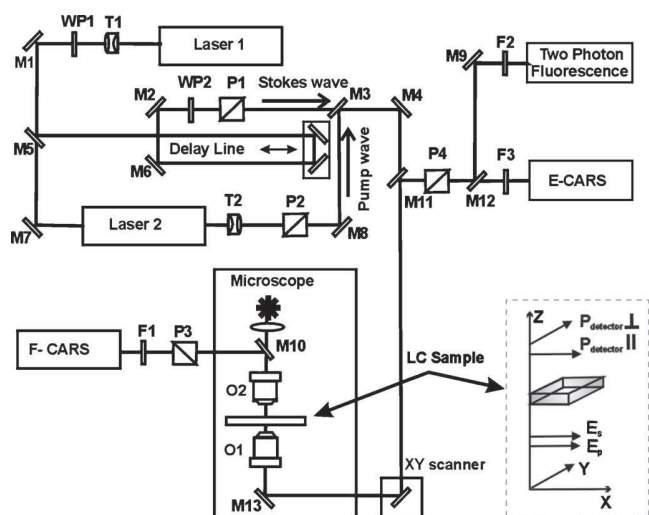 WP1
T1
Laser 1
M1
M9
F2
Two Photon
Fluorescence
M2
WP2
P1
Stokes wave
M3
M4
M5
Delay Line
M6
Pump wave
M11
P4
M12
F3
E-CARS
M7
Laser 2
T2
P2
M8
Microscope
F- CARS
F1
P3
M10
O2
O1
M13
LC Sample
XY scanner
Z
P detector ⊥
P detector ||
Es
Ep
Y
X